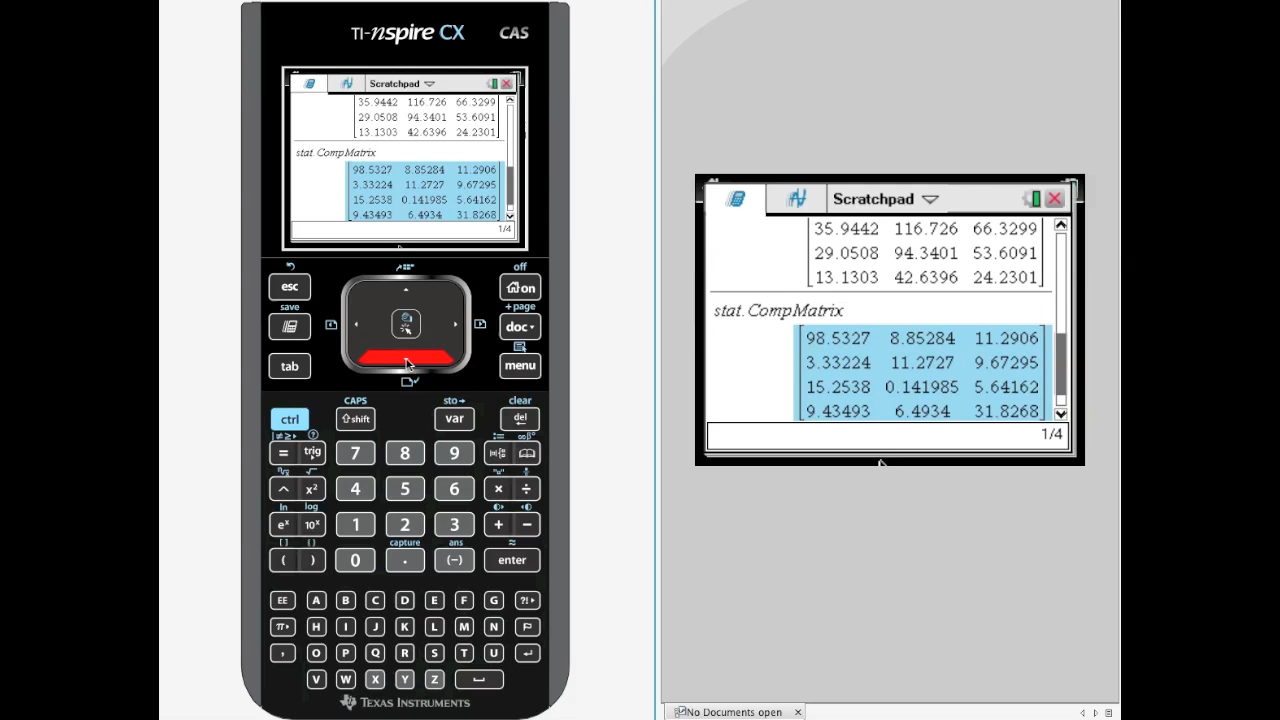 TI-nspire CX CAS
Scratchpad
35.9442 116.726 66.3299
29.0508 94.3401 53.6091
13.1303 42.6396 24.2301
stat.CompMatrix
98.5327 8.85284 11.2906
3.33224 11.2727 9.67295
15.2538 0.141985 5.64162
9.43493 6.4934 31.8268
1/4
off
esc
on
save
+page
doc
tab
menu
CAPS
sto→
clear
ctrl
⇧shift
var
del
= trig 7 8 9
^ x² 4 5 6 × ÷
ln log
eˣ 10ˣ 1 2 3 + −
[ ] { } capture ans ≈
( ) 0 . (−) enter
EE A B C D E F G ?!▸
π▸ H I J K L M N
, O P Q R S T U ↵
V W X Y Z
TEXAS INSTRUMENTS
Scratchpad
35.9442 116.726 66.3299
29.0508 94.3401 53.6091
13.1303 42.6396 24.2301
stat.CompMatrix
98.5327 8.85284 11.2906
3.33224 11.2727 9.67295
15.2538 0.141985 5.64162
9.43493 6.4934 31.8268
1/4
No Documents open